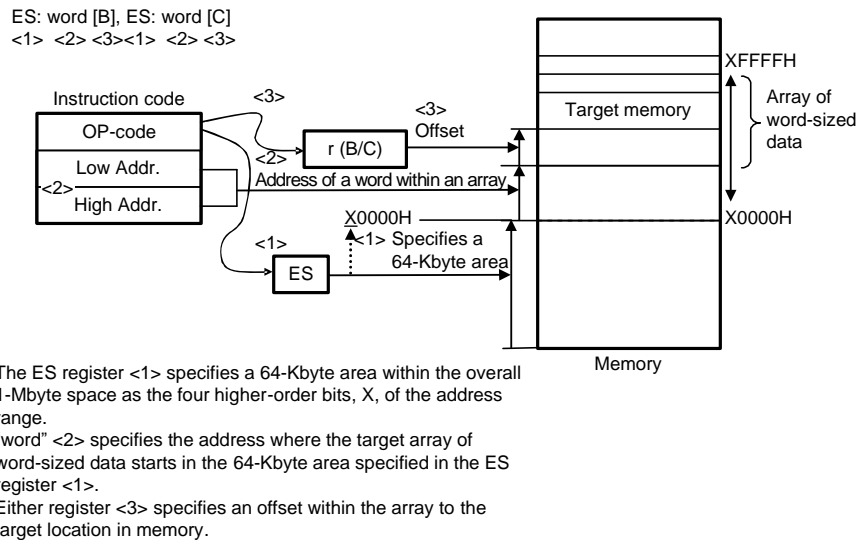 ES: word [B], ES: word [C]
<1> <2> <3><1> <2> <3>
XFFFFH
Instruction code
<3>
<3>
Offset
Array of
word-sized
data
OP-code
Target memory
r (B/C)
Low Addr.
<2>
Address of a word within an array
<2>
High Addr.
X0000H
X0000H
<1>
<1> Specifies a
64-Kbyte area
ES
Memory
The ES register <1> specifies a 64-Kbyte area within the overall
1-Mbyte space as the four higher-order bits, X, of the address
range.
word” <2> specifies the address where the target array of
word-sized data starts in the 64-Kbyte area specified in the ES
register <1>.
Either register <3> specifies an offset within the array to the
target location in memory.